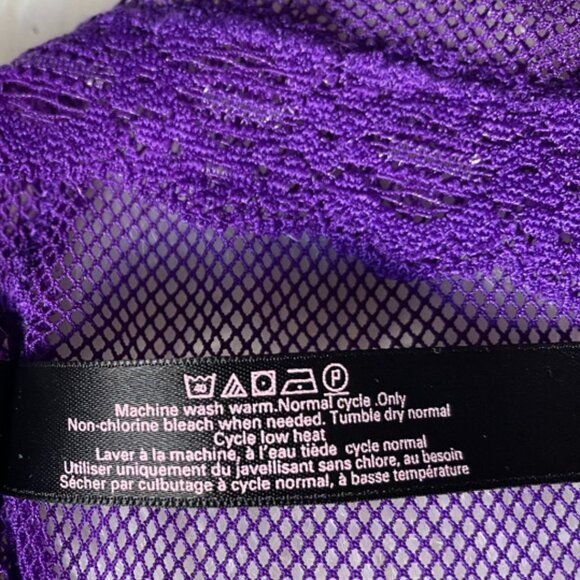 40 P
Machine wash warm.Normal cycle .Only
Non-chlorine bleach when needed. Tumble dry normal
Cycle low heat
Laver à la machine, à l'eau tiède cycle normal
Utiliser uniquement du javellisant sans chlore, au besoin
Sécher par culbutage à cycle normal, à basse température